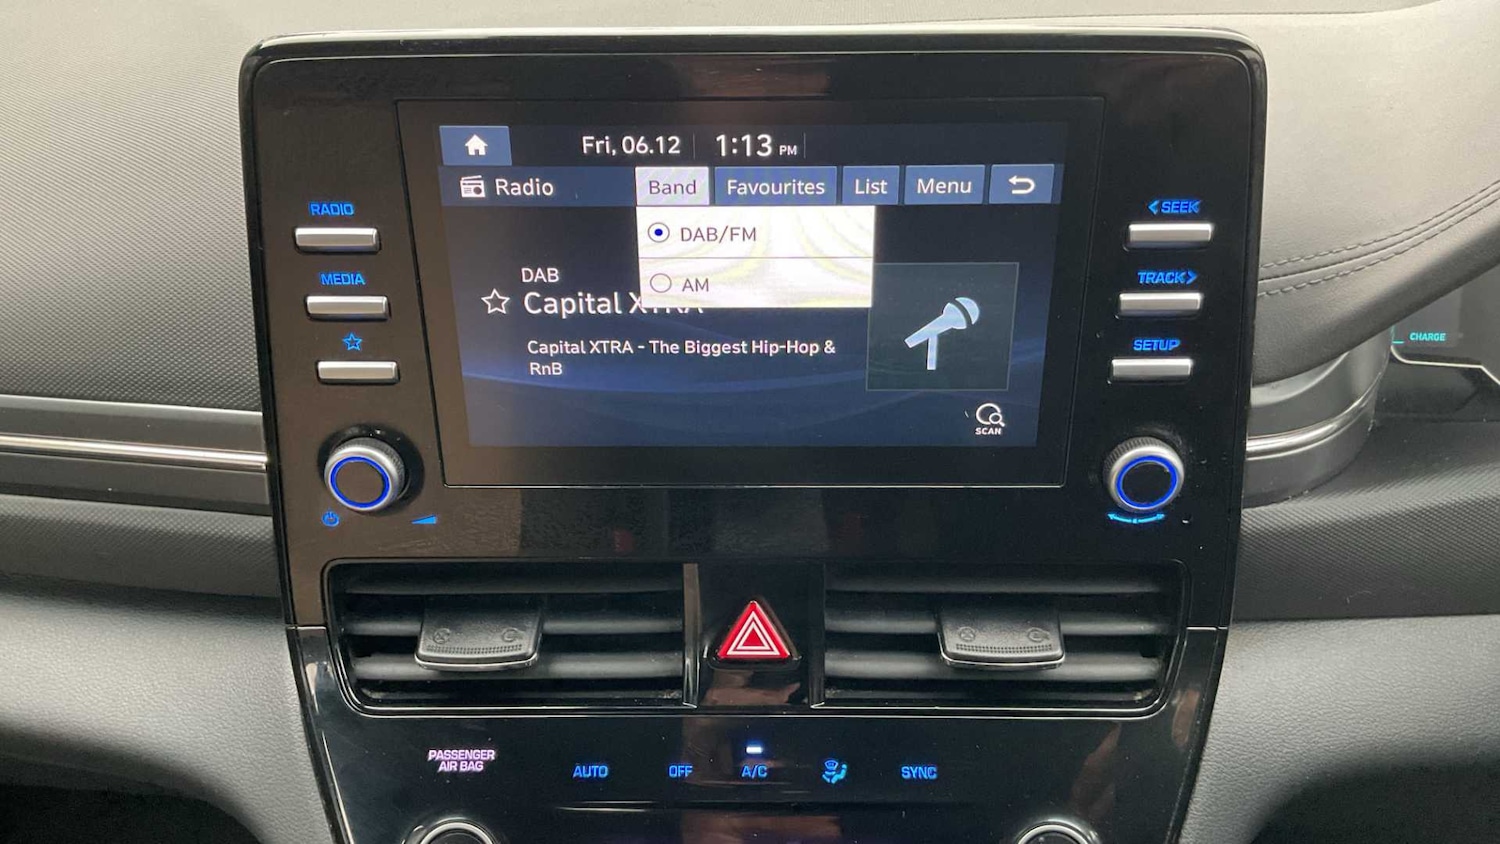 Fri, 06.12 1:13 PM
Radio Band Favourites List Menu
DAB/FM
AM
DAB
Capital XTRA
Capital XTRA - The Biggest Hip-Hop &
RnB
SCAN
RADIO
MEDIA
< SEEK
TRACK >
SETUP
CHARGE
PASSENGER
AIR BAG
AUTO OFF A/C SYNC